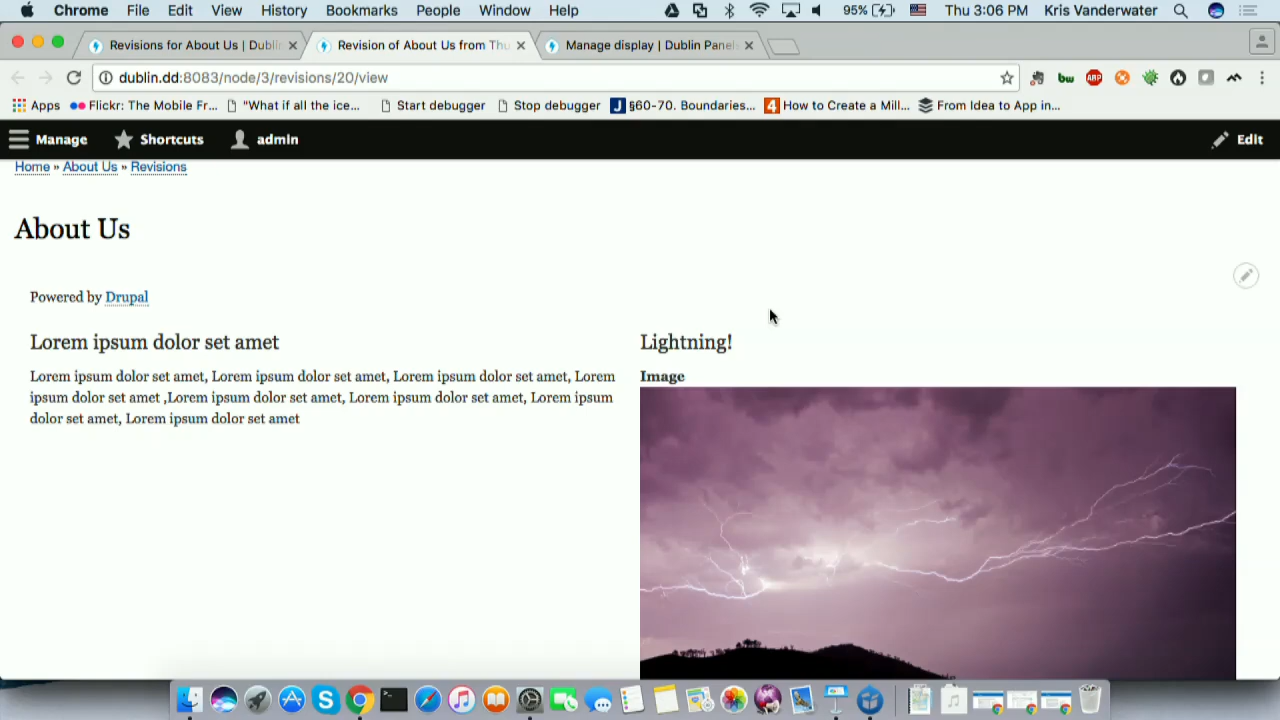 Chrome File Edit View History Bookmarks People Window Help 95% Thu 3:06 PM Kris Vanderwater
Revisions for About Us | Dubli Revision of About Us from Thu Manage display | Dublin Panel
dublin.dd:8083/node/3/revisions/20/view bw ABP
Apps Flickr: The Mobile Fr... "What if all the ice... Start debugger Stop debugger J §60-70. Boundaries... 4 How to Create a Mill... From Idea to App in...
Manage Shortcuts admin Edit
Home » About Us » Revisions
About Us
Powered by Drupal
Lorem ipsum dolor set amet
Lorem ipsum dolor set amet, Lorem ipsum dolor set amet, Lorem ipsum dolor set amet, Lorem
ipsum dolor set amet ,Lorem ipsum dolor set amet, Lorem ipsum dolor set amet, Lorem ipsum
dolor set amet, Lorem ipsum dolor set amet
Lightning!
Image